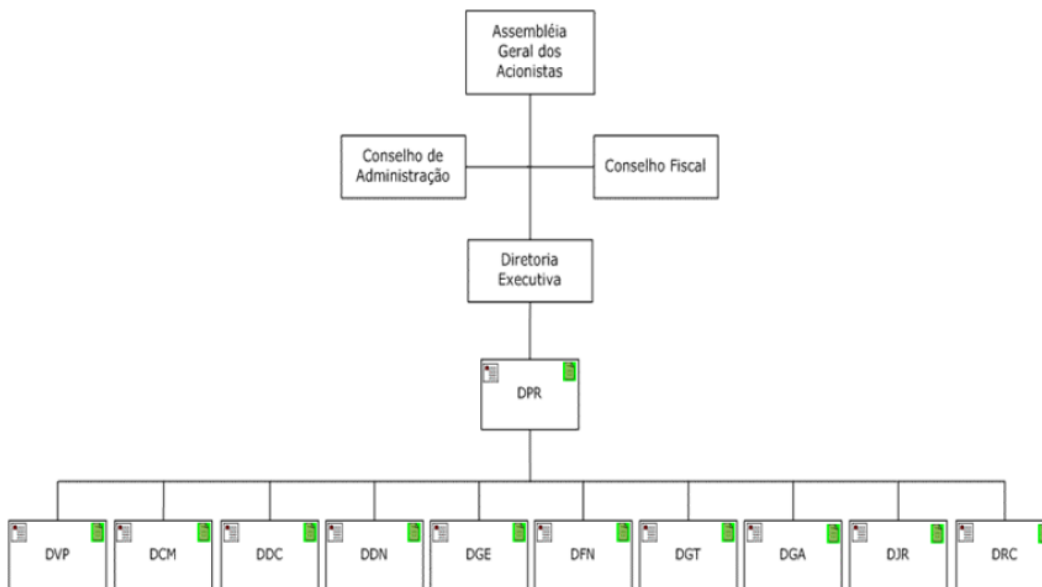 Assembléia
Geral dos
Acionistas
Conselho de
Administração
Conselho Fiscal
Diretoria
Executiva
DPR
DVP
DCM
DDC
DDN
DGE
DFN
DGT
DGA
DJR
DRC